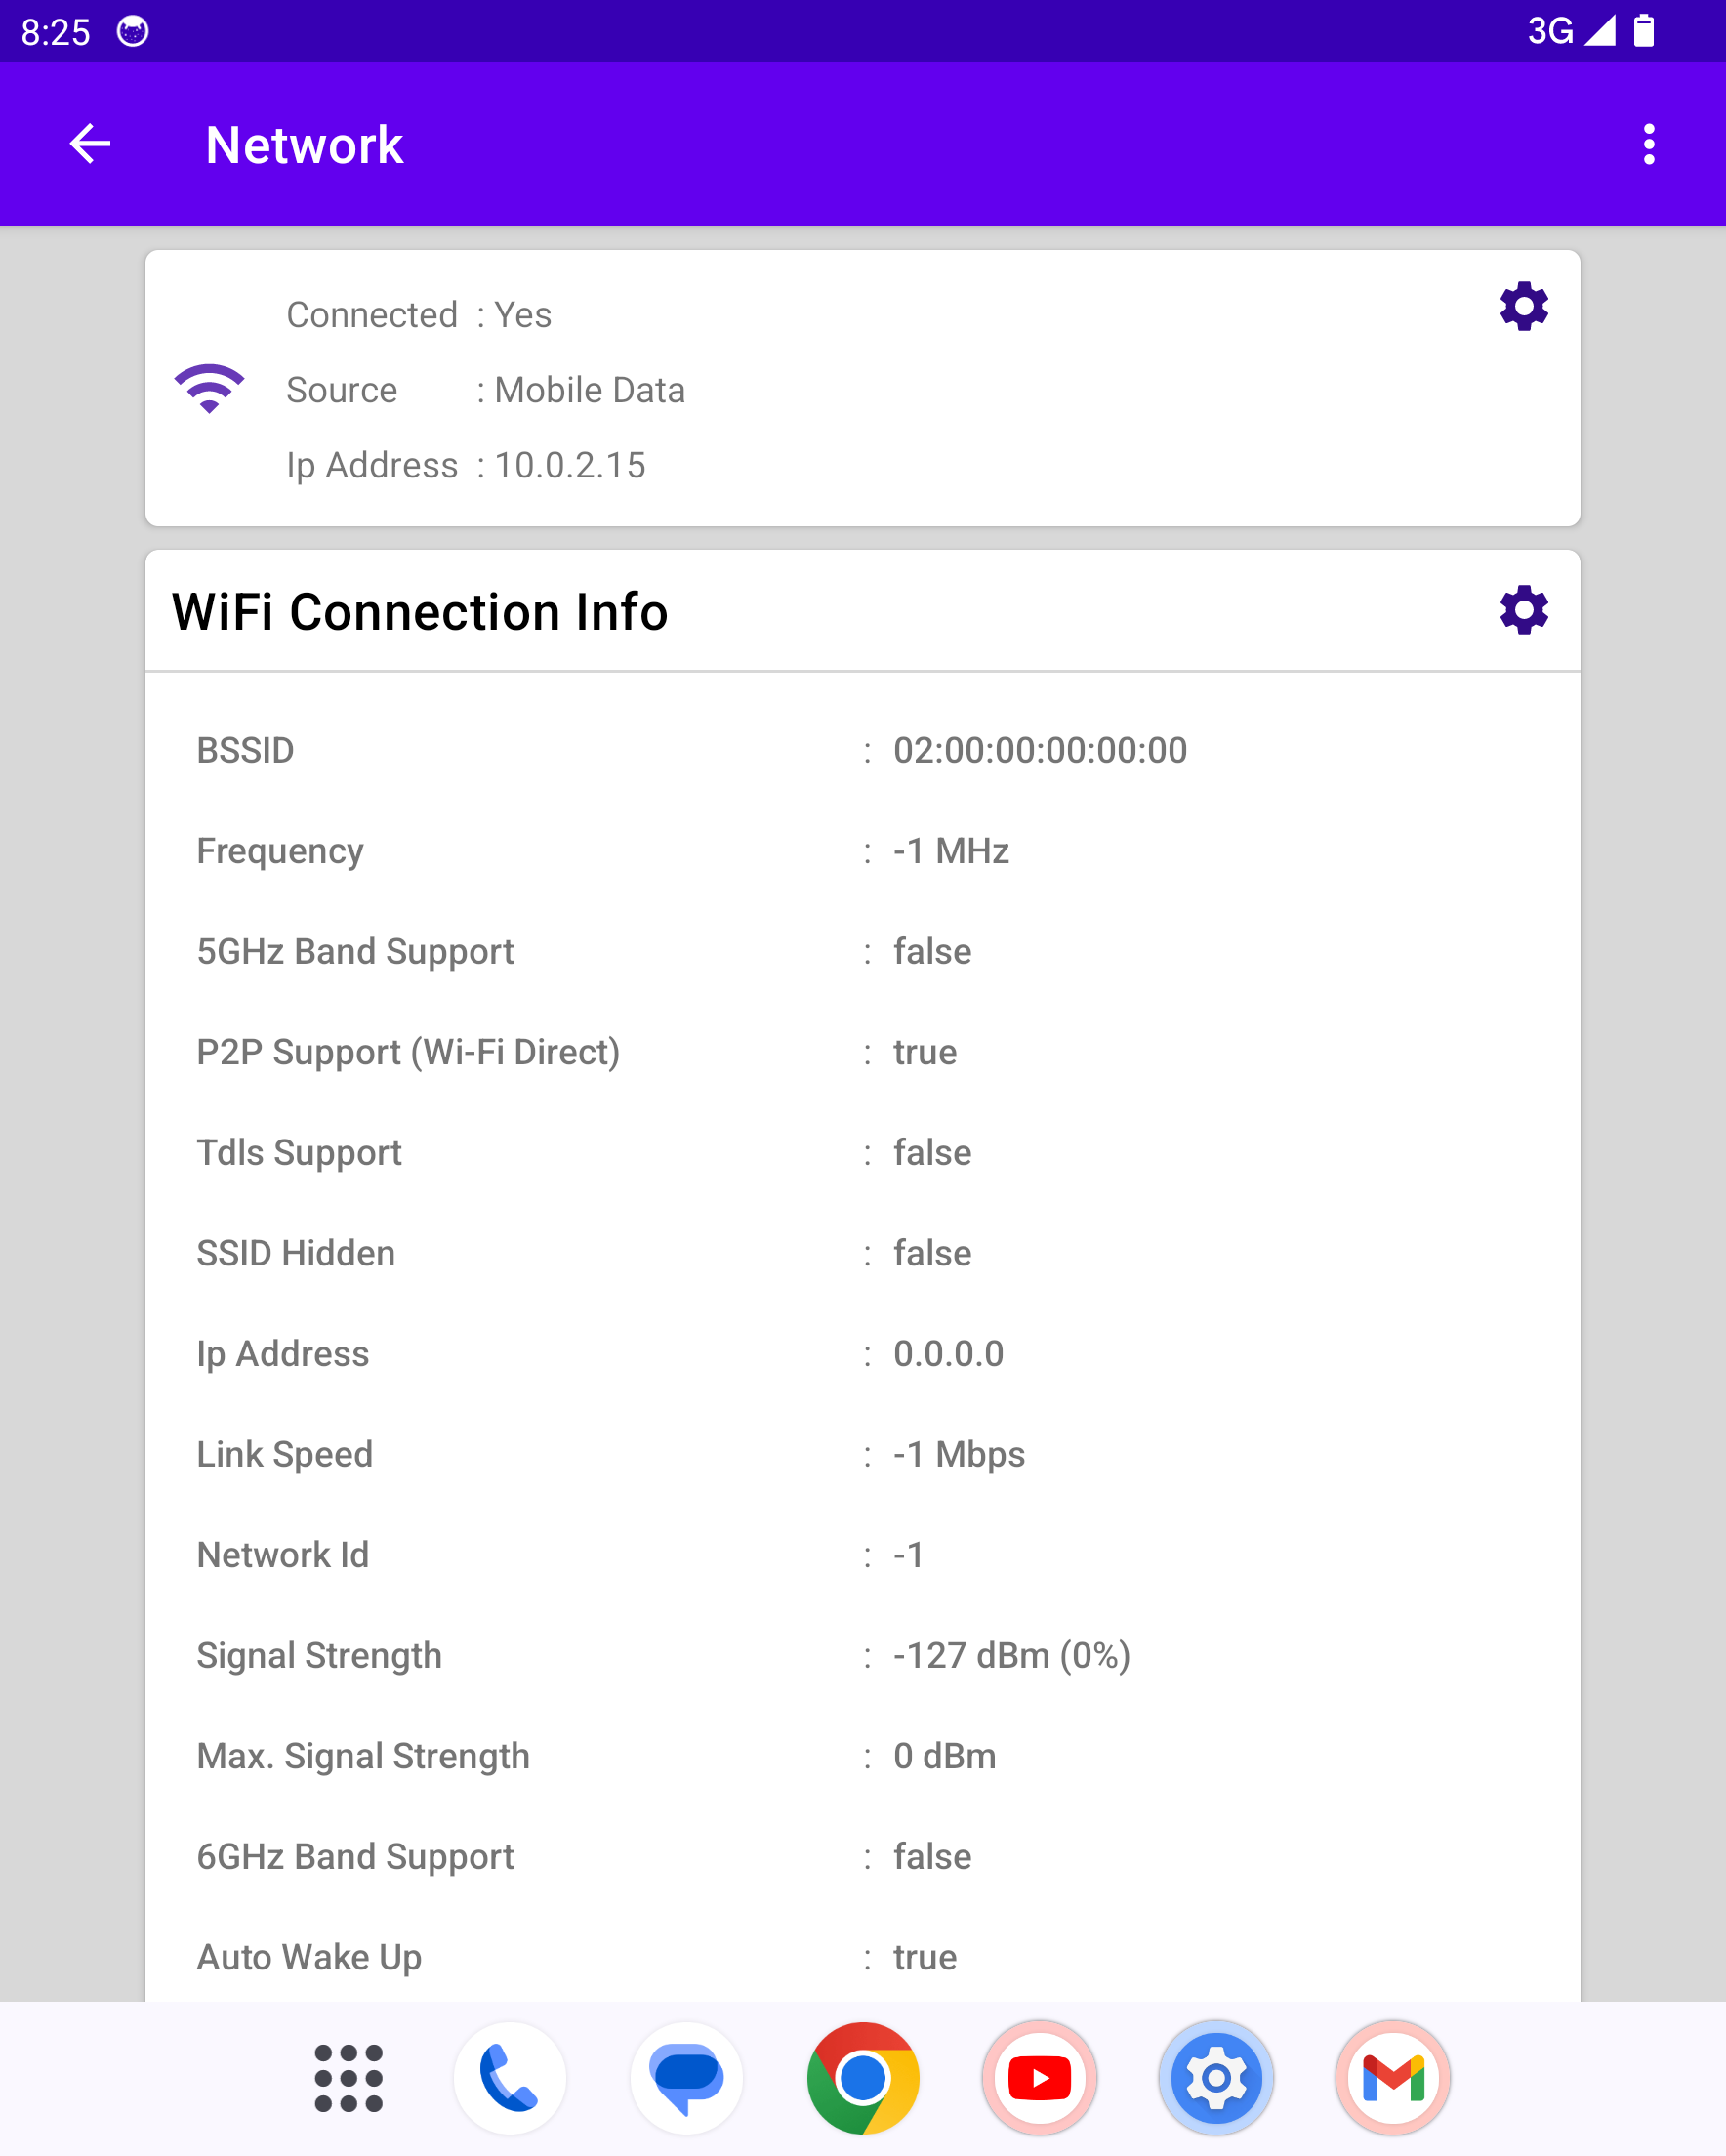 8:25 3G
Network
Connected : Yes
Source : Mobile Data
Ip Address : 10.0.2.15
WiFi Connection Info
BSSID : 02:00:00:00:00:00
Frequency : -1 MHz
5GHz Band Support : false
P2P Support (Wi-Fi Direct) : true
Tdls Support : false
SSID Hidden : false
Ip Address : 0.0.0.0
Link Speed : -1 Mbps
Network Id : -1
Signal Strength : -127 dBm (0%)
Max. Signal Strength : 0 dBm
6GHz Band Support : false
Auto Wake Up : true